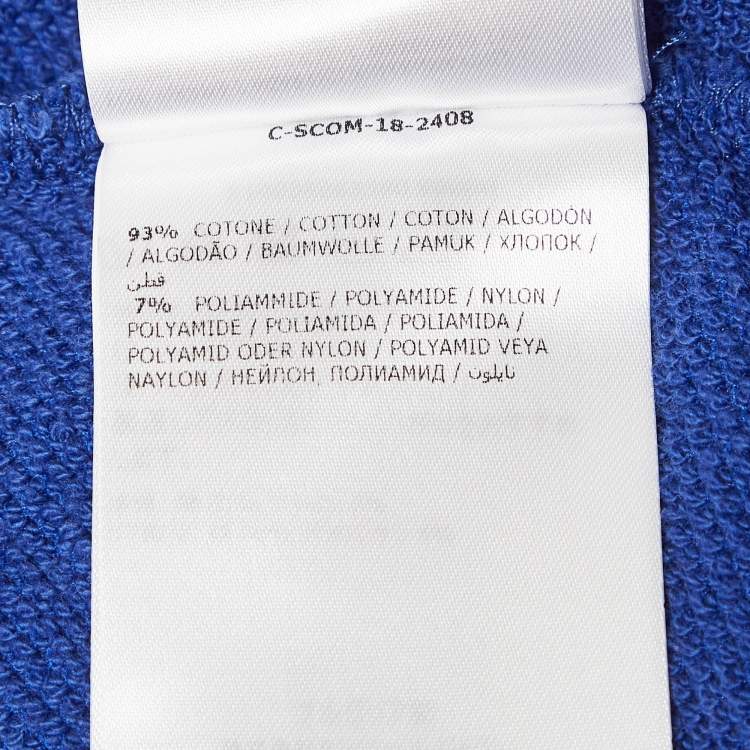 C-SCOM-18-2408
93% COTONE / COTTON / COTON / ALGODÓN
/ ALGODÃO / BAUMWOLLE / PAMUK / ХЛОПОК /
قطن
7% POLIAMMIDE / POLYAMIDE / NYLON /
POLYAMIDE / POLIAMIDA / POLIAMIDA /
POLYAMID ODER NYLON / POLYAMID VEYA
NAYLON / НЕЙЛОН, ПОЛИАМИД / نايلون